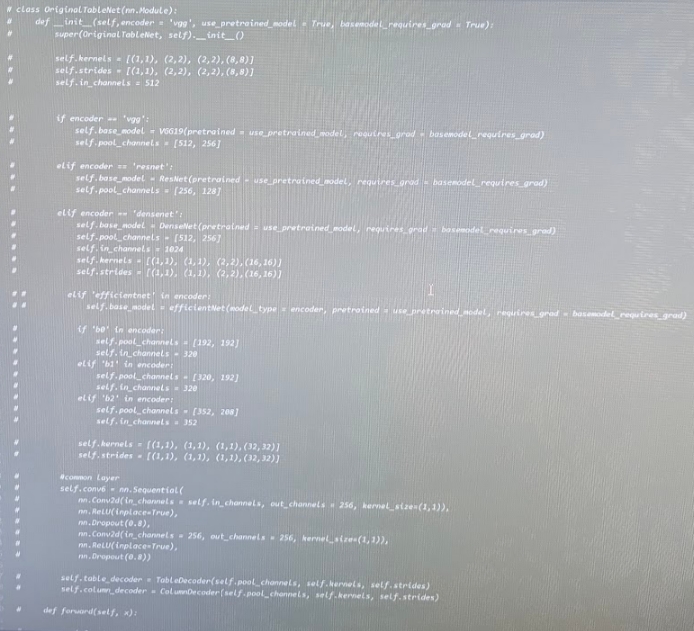 # class OriginalTableNet(nn.Module):
# def __init__(self,encoder = 'vgg', use_pretrained_model = True, basemodel_requires_grad = True):
# super(OriginalTableNet, self).__init__()
# self.kernels = [(1,1), (2,2), (2,2),(8,8)]
# self.strides = [(1,1), (2,2), (2,2),(8,8)]
# self.in_channels = 512
# if encoder == 'vgg':
# self.base_model = VGG19(pretrained = use_pretrained_model, requires_grad = basemodel_requires_grad)
# self.pool_channels = [512, 256]
# elif encoder == 'resnet':
# self.base_model = ResNet(pretrained = use_pretrained_model, requires_grad = basemodel_requires_grad)
# self.pool_channels = [256, 128]
# elif encoder == 'densenet':
# self.base_model = DenseNet(pretrained = use_pretrained_model, requires_grad = basemodel_requires_grad)
# self.pool_channels = [512, 256]
# self.in_channels = 1024
# self.kernels = [(1,1), (1,1), (2,2),(16,16)]
# self.strides = [(1,1), (1,1), (2,2),(16,16)]
# # elif 'efficientnet' in encoder:
# # self.base_model = efficientNet(model_type = encoder, pretrained = use_pretrained_model, requires_grad = basemodel_requires_grad)
# if 'b0' in encoder:
# self.pool_channels = [192, 192]
# self.in_channels = 320
# elif 'b1' in encoder:
# self.pool_channels = [320, 192]
# self.in_channels = 320
# elif 'b2' in encoder:
# self.pool_channels = [352, 208]
# self.in_channels = 352
# self.kernels = [(1,1), (1,1), (1,1),(32,32)]
# self.strides = [(1,1), (1,1), (1,1),(32,32)]
# #common layer
# self.conv6 = nn.Sequential(
# nn.Conv2d(in_channels = self.in_channels, out_channels = 256, kernel_size=(1,1)),
# nn.ReLU(inplace=True),
# nn.Dropout(0.8),
# nn.Conv2d(in_channels = 256, out_channels = 256, kernel_size=(1,1)),
# nn.ReLU(inplace=True),
# nn.Dropout(0.8))
# self.table_decoder = TableDecoder(self.pool_channels, self.kernels, self.strides)
# self.column_decoder = ColumnDecoder(self.pool_channels, self.kernels, self.strides)
# def forward(self, x):